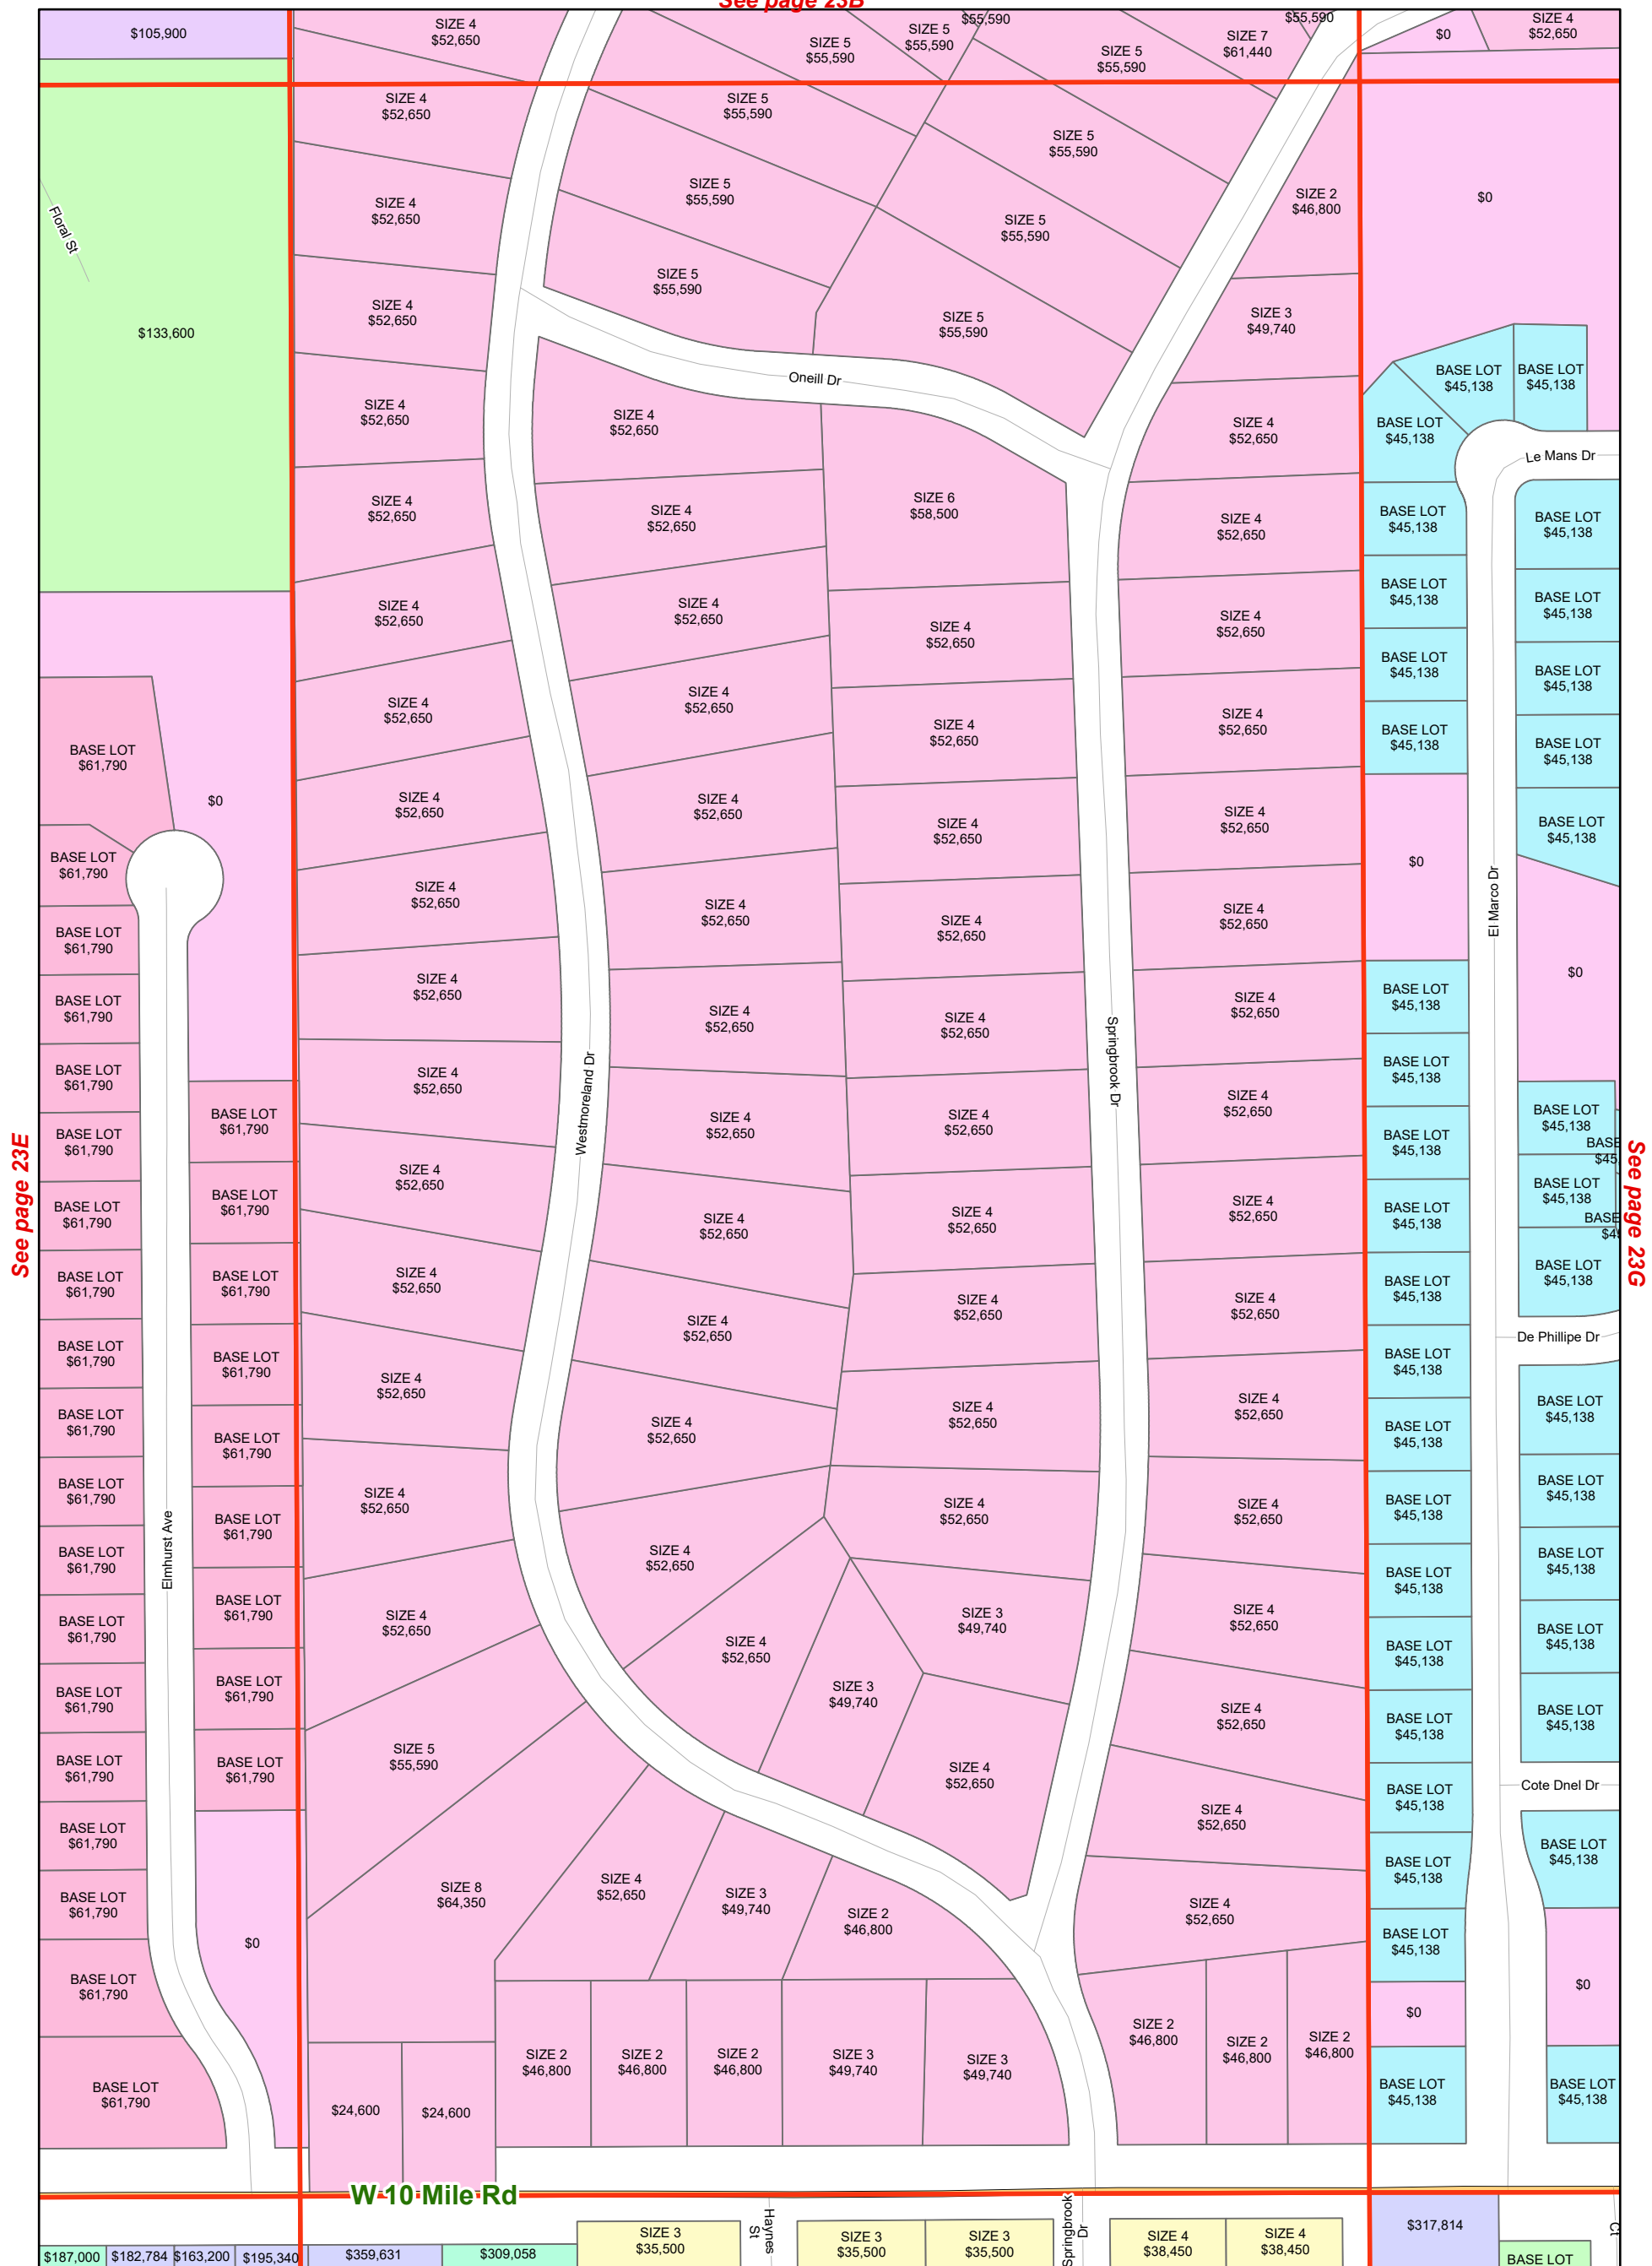 See page 23B
$105,900
SIZE 4
$52,650
SIZE 5
$55,590
SIZE 5
$55,590
$55,590
SIZE 5
$55,590
SIZE 7
$61,440
$55,590
$0
SIZE 4
$52,650
Floral St
$133,600
SIZE 4
$52,650
SIZE 4
$52,650
SIZE 4
$52,650
SIZE 4
$52,650
SIZE 4
$52,650
SIZE 4
$52,650
SIZE 4
$52,650
SIZE 4
$52,650
SIZE 4
$52,650
SIZE 4
$52,650
SIZE 4
$52,650
SIZE 4
$52,650
SIZE 4
$52,650
SIZE 4
$52,650
SIZE 4
$52,650
SIZE 4
$52,650
SIZE 5
$55,590
SIZE 8
$64,350
SIZE 5
$55,590
SIZE 5
$55,590
SIZE 5
$55,590
SIZE 5
$55,590
SIZE 5
$55,590
SIZE 5
$55,590
Oneill Dr
SIZE 2
$46,800
SIZE 3
$49,740
SIZE 4
$52,650
SIZE 4
$52,650
SIZE 4
$52,650
SIZE 4
$52,650
SIZE 4
$52,650
SIZE 4
$52,650
SIZE 4
$52,650
SIZE 4
$52,650
SIZE 4
$52,650
SIZE 4
$52,650
SIZE 4
$52,650
SIZE 4
$52,650
SIZE 4
$52,650
SIZE 4
$52,650
SIZE 4
$52,650
SIZE 4
$52,650
SIZE 4
$52,650
SIZE 4
$52,650
SIZE 4
$52,650
SIZE 4
$52,650
SIZE 4
$52,650
SIZE 4
$52,650
SIZE 4
$52,650
SIZE 4
$52,650
SIZE 4
$52,650
SIZE 4
$52,650
SIZE 4
$52,650
SIZE 4
$52,650
SIZE 4
$52,650
SIZE 3
$49,740
SIZE 4
$52,650
SIZE 6
$58,500
SIZE 4
$52,650
SIZE 4
$52,650
SIZE 4
$52,650
SIZE 4
$52,650
SIZE 4
$52,650
SIZE 4
$52,650
SIZE 4
$52,650
SIZE 4
$52,650
SIZE 4
$52,650
SIZE 4
$52,650
SIZE 3
$49,740
Westmoreland Dr
Springbrook Dr
SIZE 4
$52,650
SIZE 3
$49,740
SIZE 2
$46,800
SIZE 2
$46,800
SIZE 2
$46,800
SIZE 2
$46,800
SIZE 3
$49,740
SIZE 3
$49,740
SIZE 2
$46,800
SIZE 2
$46,800
SIZE 2
$46,800
$24,600
$24,600
See page 23E
BASE LOT
$61,790
$0
BASE LOT
$61,790
BASE LOT
$61,790
BASE LOT
$61,790
BASE LOT
$61,790
BASE LOT
$61,790
BASE LOT
$61,790
BASE LOT
$61,790
BASE LOT
$61,790
BASE LOT
$61,790
BASE LOT
$61,790
BASE LOT
$61,790
BASE LOT
$61,790
BASE LOT
$61,790
BASE LOT
$61,790
BASE LOT
$61,790
BASE LOT
$61,790
BASE LOT
$61,790
BASE LOT
$61,790
Elmhurst Ave
BASE LOT
$61,790
BASE LOT
$61,790
BASE LOT
$61,790
BASE LOT
$61,790
BASE LOT
$61,790
BASE LOT
$61,790
BASE LOT
$61,790
BASE LOT
$61,790
BASE LOT
$61,790
$0
$0
BASE LOT
$45,138
BASE LOT
$45,138
BASE LOT
$45,138
Le Mans Dr
BASE LOT
$45,138
BASE LOT
$45,138
BASE LOT
$45,138
BASE LOT
$45,138
$0
BASE LOT
$45,138
BASE LOT
$45,138
BASE LOT
$45,138
BASE LOT
$45,138
BASE LOT
$45,138
BASE LOT
$45,138
BASE LOT
$45,138
BASE LOT
$45,138
BASE LOT
$45,138
BASE LOT
$45,138
BASE LOT
$45,138
BASE LOT
$45,138
BASE LOT
$45,138
BASE LOT
$45,138
$0
BASE LOT
$45,138
El Marco Dr
BASE LOT
$45,138
BASE LOT
$45,138
BASE LOT
$45,138
BASE LOT
$45,138
BASE LOT
$45,138
$0
BASE LOT
$45,138
BASE
BASE LOT
$45,138
BASE
BASE LOT
$45,138
De Phillipe Dr
BASE LOT
$45,138
BASE LOT
$45,138
BASE LOT
$45,138
BASE LOT
$45,138
BASE LOT
$45,138
Cote Dnel Dr
BASE LOT
$45,138
$0
BASE LOT
$45,138
See page 23G
W 10 Mile Rd
$187,000
$182,784
$163,200
$195,340
$359,631
$309,058
SIZE 3
$35,500
Haynes
St
SIZE 3
$35,500
SIZE 3
$35,500
Springbrook
Dr
SIZE 4
$38,450
SIZE 4
$38,450
$317,814
BASE LOT
Ct